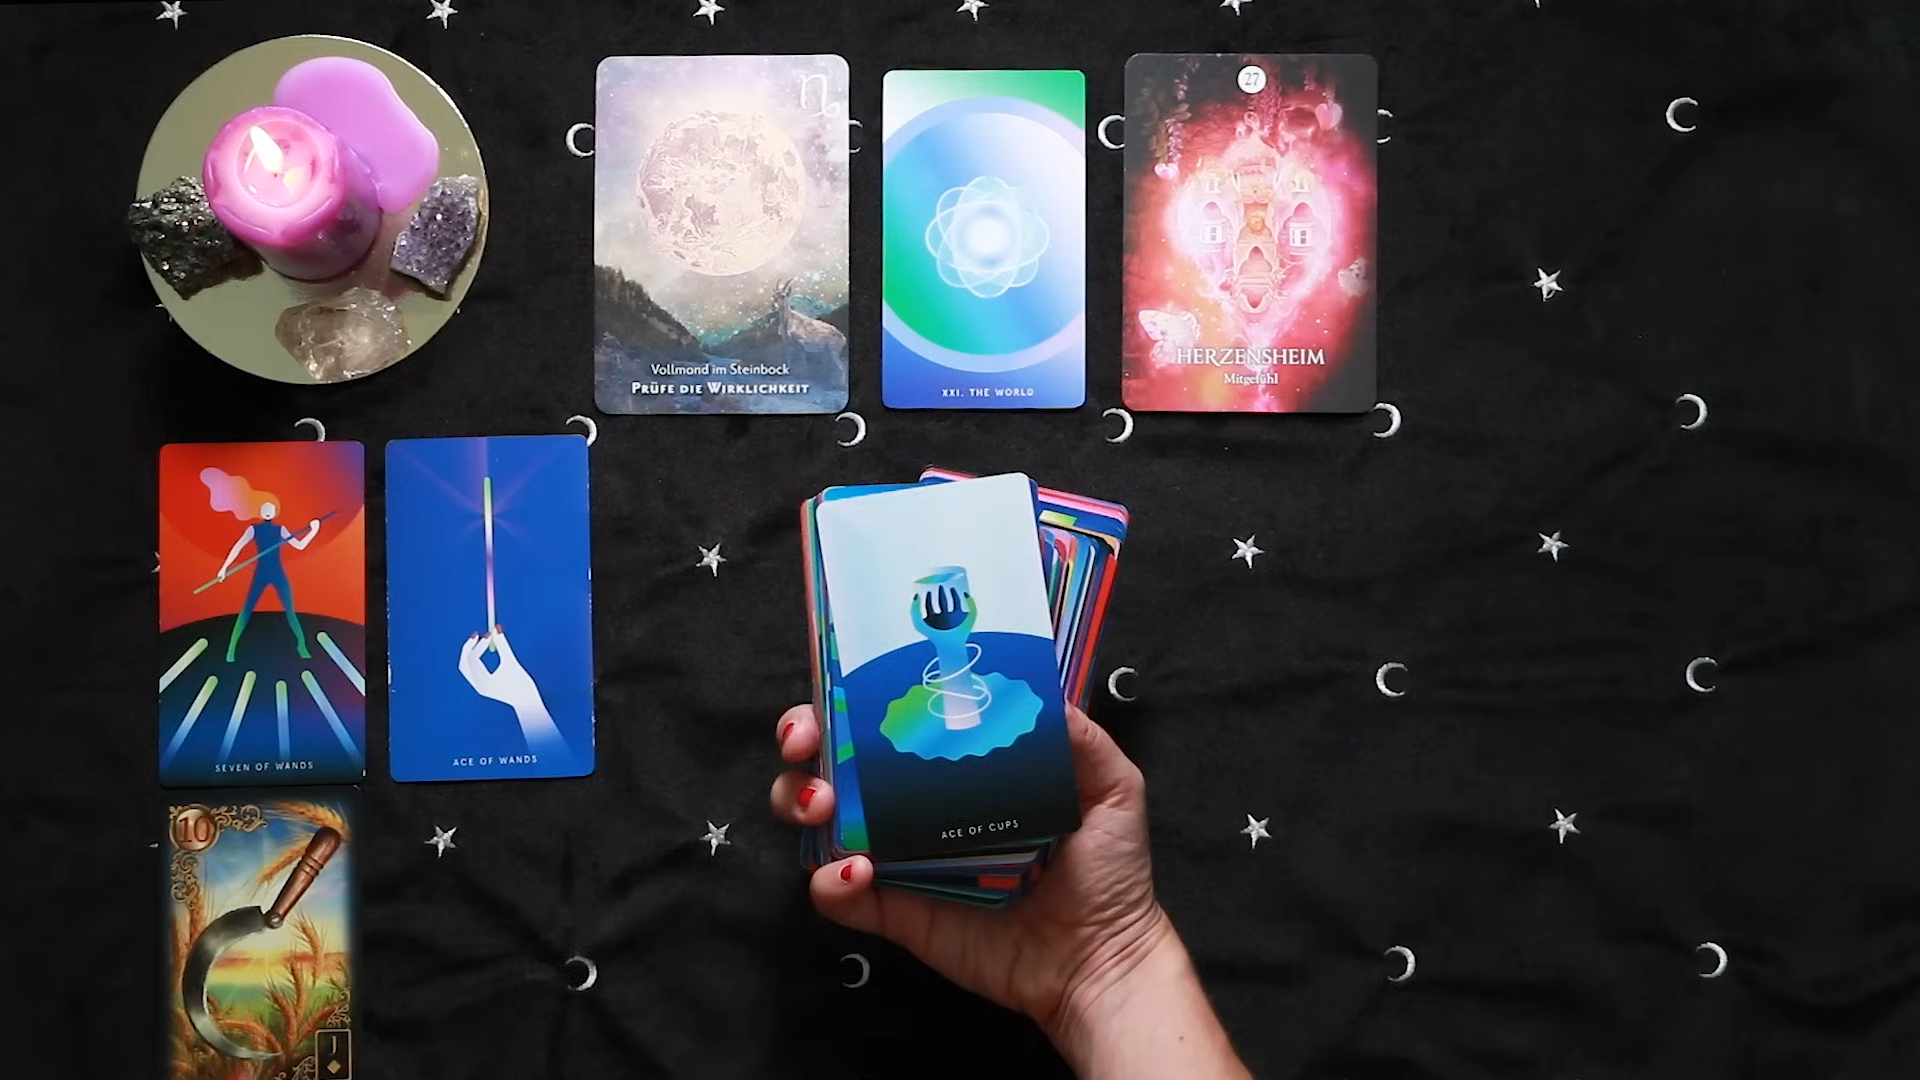 Vollmond im Steinbock
PRÜFE DIE WIRKLICHKEIT
XXI. THE WORLD
27
HERZENSHEIM
Mitgefühl
SEVEN OF WANDS
ACE OF WANDS
ACE OF CUPS
10
J